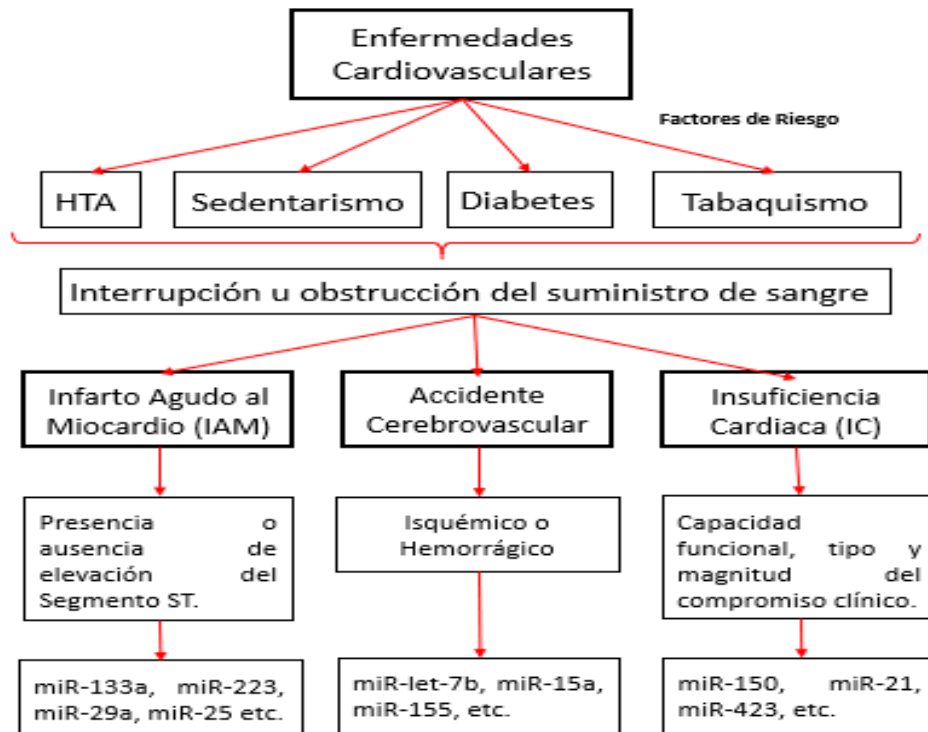 Enfermedades
Cardiovasculares
Factores de Riesgo
HTA
Sedentarismo
Diabetes
Tabaquismo
Interrupción u obstrucción del suministro de sangre
Infarto Agudo al
Miocardio (IAM)
Accidente
Cerebrovascular
Insuficiencia
Cardiaca (IC)
Presencia o
ausencia de
elevación del
Segmento ST.
Isquémico o
Hemorrágico
Capacidad
funcional, tipo y
magnitud del
compromiso clínico.
miR-133a, miR-223,
miR-29a, miR-25 etc.
miR-let-7b, miR-15a,
miR-155, etc.
miR-150, miR-21,
miR-423, etc.